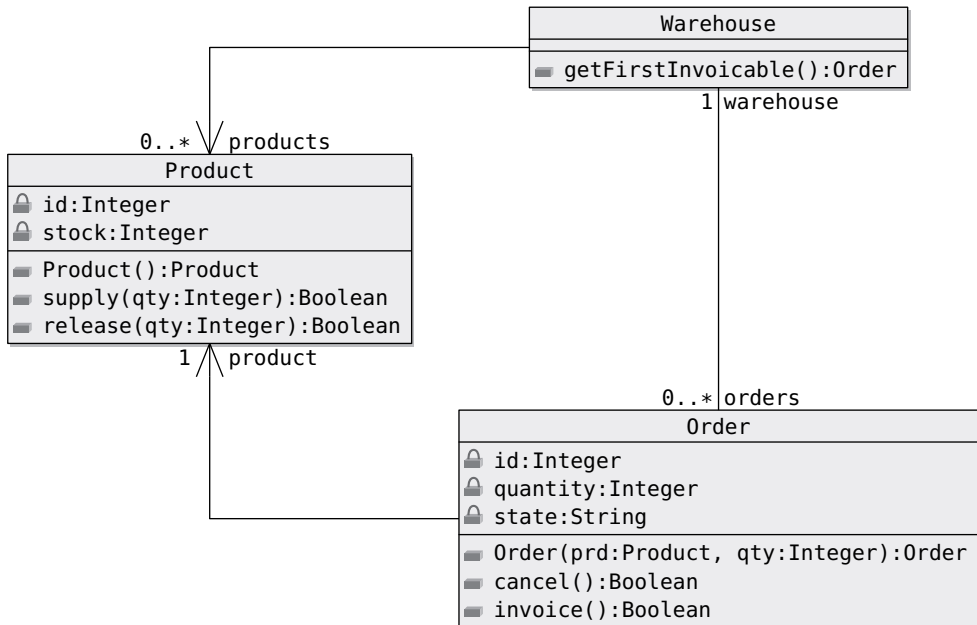 Warehouse
getFirstInvoicable():Order
1 warehouse
0..* products
Product
id:Integer
stock:Integer
Product():Product
supply(qty:Integer):Boolean
release(qty:Integer):Boolean
1 product
0..* orders
Order
id:Integer
quantity:Integer
state:String
Order(prd:Product, qty:Integer):Order
cancel():Boolean
invoice():Boolean